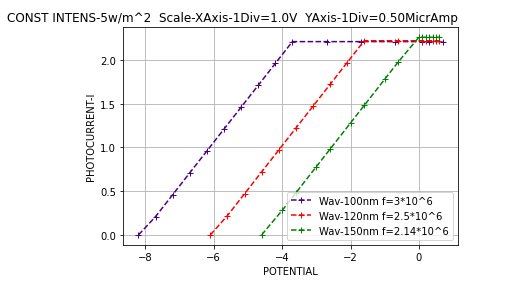 CONST INTENS-5w/m^2  Scale-XAxis-1Div=1.0V  YAxis-1Div=0.50MicrAmp
PHOTOCURRENT-I
2.0
1.5
1.0
0.5
0.0
Wav-100nm f=3*10^6
Wav-120nm f=2.5*10^6
Wav-150nm f=2.14*10^6
−8 −6 −4 −2 0
POTENTIAL